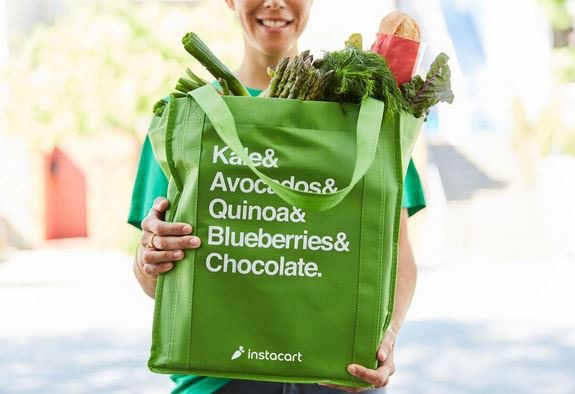 Kale&
Avocados&
Quinoa&
Blueberries&
Chocolate.
instacart